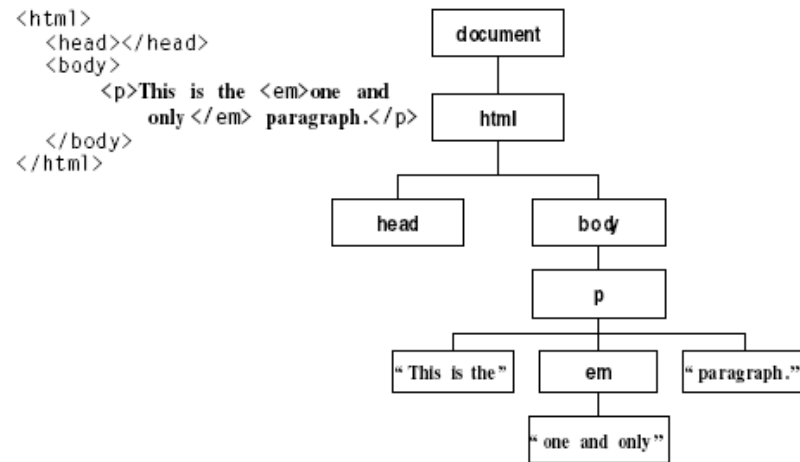 <html>
<head></head>
<body>
<p>This is the <em>one and
only</em> paragraph.</p>
</body>
</html>
document
html
head
body
p
“This is the”
em
“paragraph.”
“one and only”